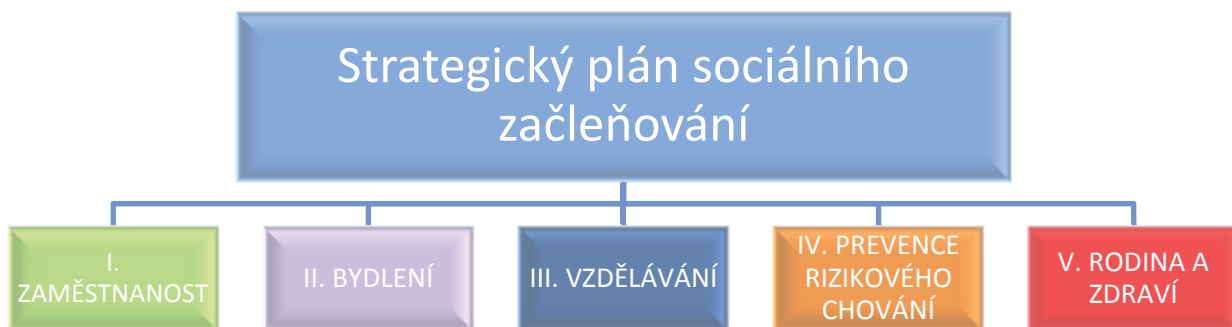 Strategický plán sociálního
začleňování
I.
ZAMĚSTNANOST
II. BYDLENÍ
III. VZDĚLÁVÁNÍ
IV. PREVENCE
RIZIKOVÉHO
CHOVÁNÍ
V. RODINA A
ZDRAVÍ